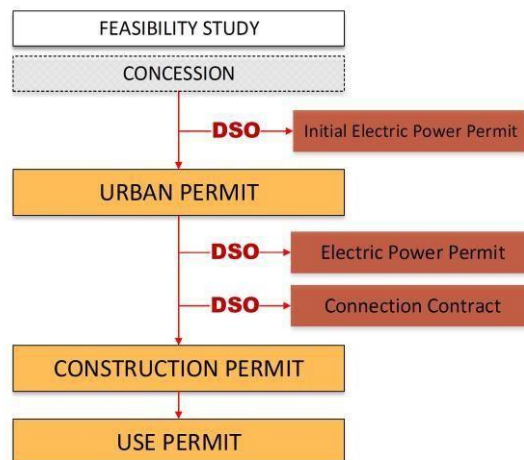 FEASIBILITY STUDY
CONCESSION
DSO
Initial Electric Power Permit
URBAN PERMIT
DSO
Electric Power Permit
DSO
Connection Contract
CONSTRUCTION PERMIT
USE PERMIT